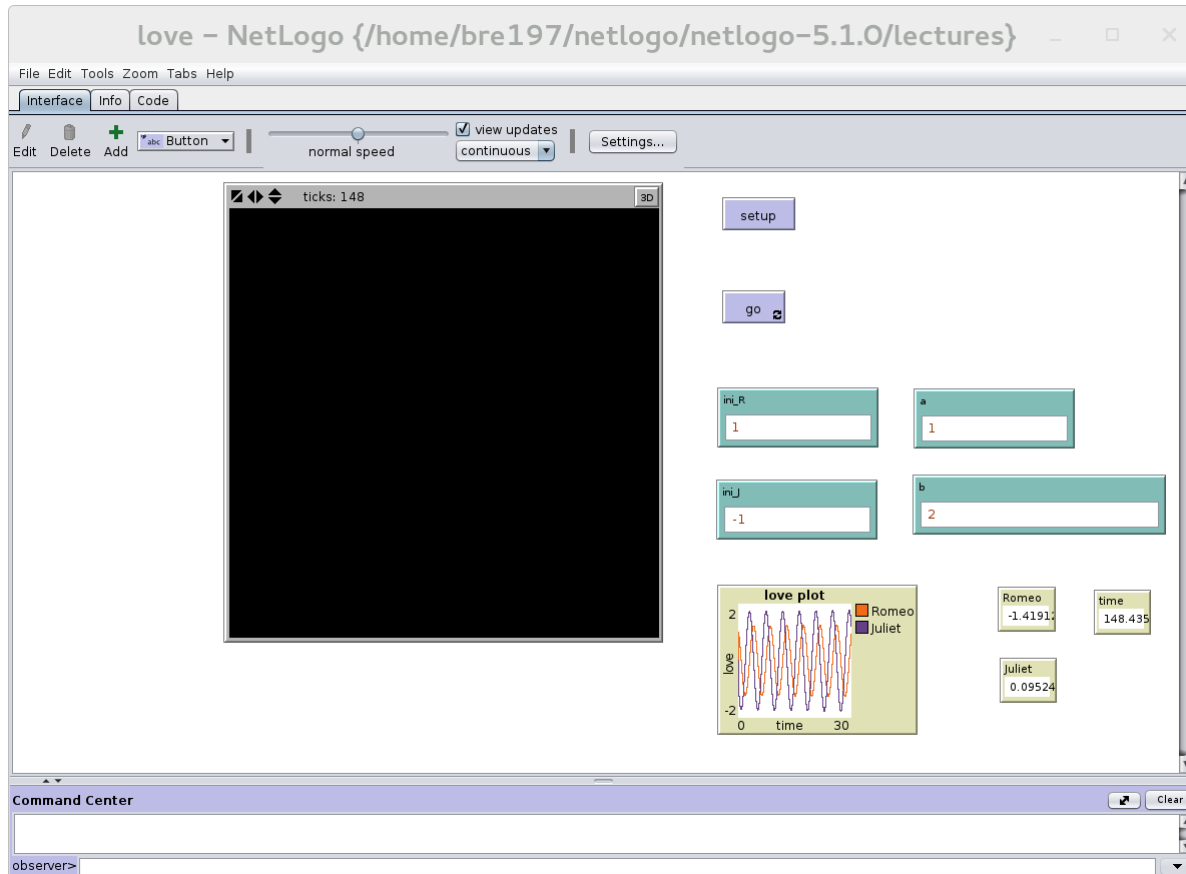 love - NetLogo {/home/bre197/netlogo/netlogo-5.1.0/lectures}
File Edit Tools Zoom Tabs Help
Interface Info Code
Edit Delete Add abc Button normal speed view updates continuous Settings...
ticks: 148 3D
setup
go
ini_R
1
a
1
ini_J
-1
b
2
love plot
2
-2
love
0 time 30
Romeo
Juliet
Romeo
-1.41912
time
148.435
Juliet
0.09524
Command Center Clear
observer>